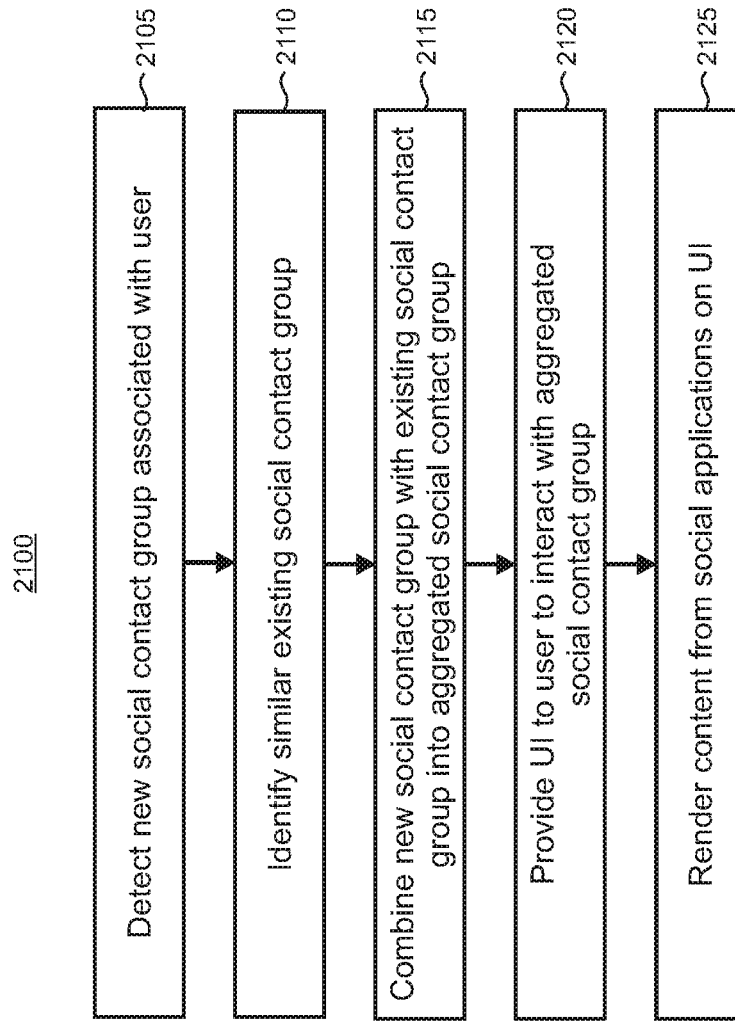 2100
Detect new social contact group associated with user
2105
Identify similar existing social contact group
2110
Combine new social contact group with existing social contact
group into aggregated social contact group
2115
Provide UI to user to interact with aggregated
social contact group
2120
Render content from social applications on UI
2125